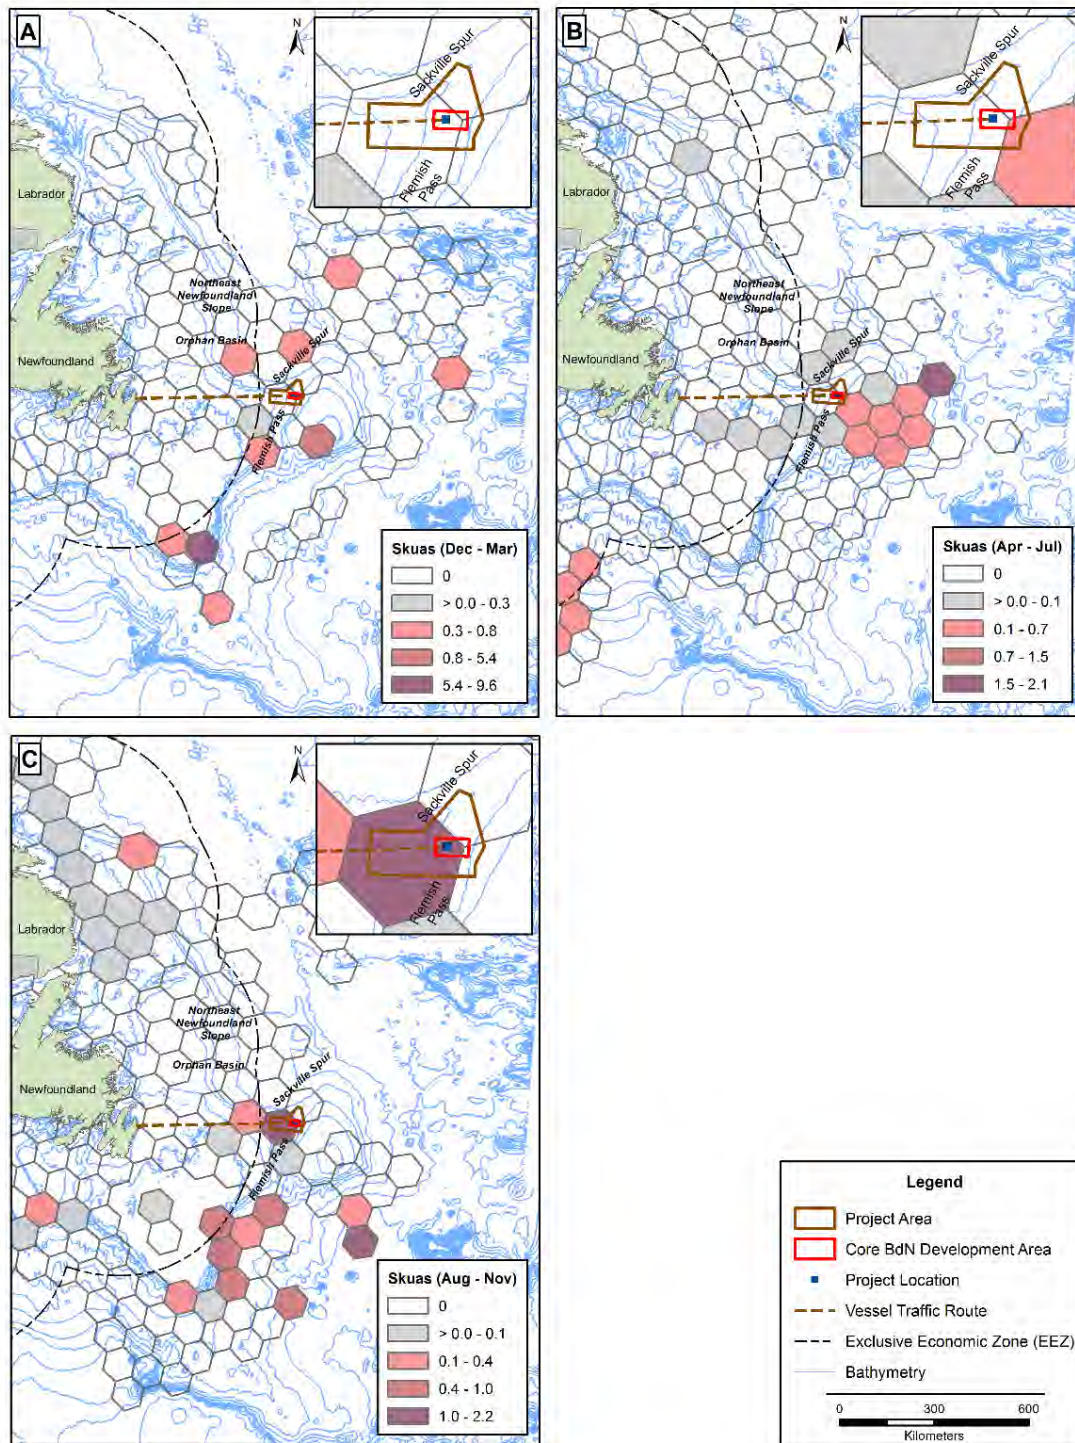 A
N
Sackville Spur
Flemish
Pass
Labrador
Northeast
Newfoundland
Slope
Orphan Basin
Sackville Spur
Newfoundland
Flemish Pass
Skuas (Dec - Mar)
0
> 0.0 - 0.3
0.3 - 0.8
0.8 - 5.4
5.4 - 9.6
B
N
Sackville Spur
Flemish
Pass
Labrador
Northeast
Newfoundland
Slope
Orphan Basin
Sackville Spur
Newfoundland
Flemish Pass
Skuas (Apr - Jul)
0
> 0.0 - 0.1
0.1 - 0.7
0.7 - 1.5
1.5 - 2.1
C
N
Sackville Spur
Flemish
Pass
Labrador
Northeast
Newfoundland
Slope
Orphan Basin
Sackville Spur
Newfoundland
Flemish Pass
Skuas (Aug - Nov)
0
> 0.0 - 0.1
0.1 - 0.4
0.4 - 1.0
1.0 - 2.2
Legend
Project Area
Core BdN Development Area
Project Location
Vessel Traffic Route
Exclusive Economic Zone (EEZ)
Bathymetry
0 300 600
Kilometers